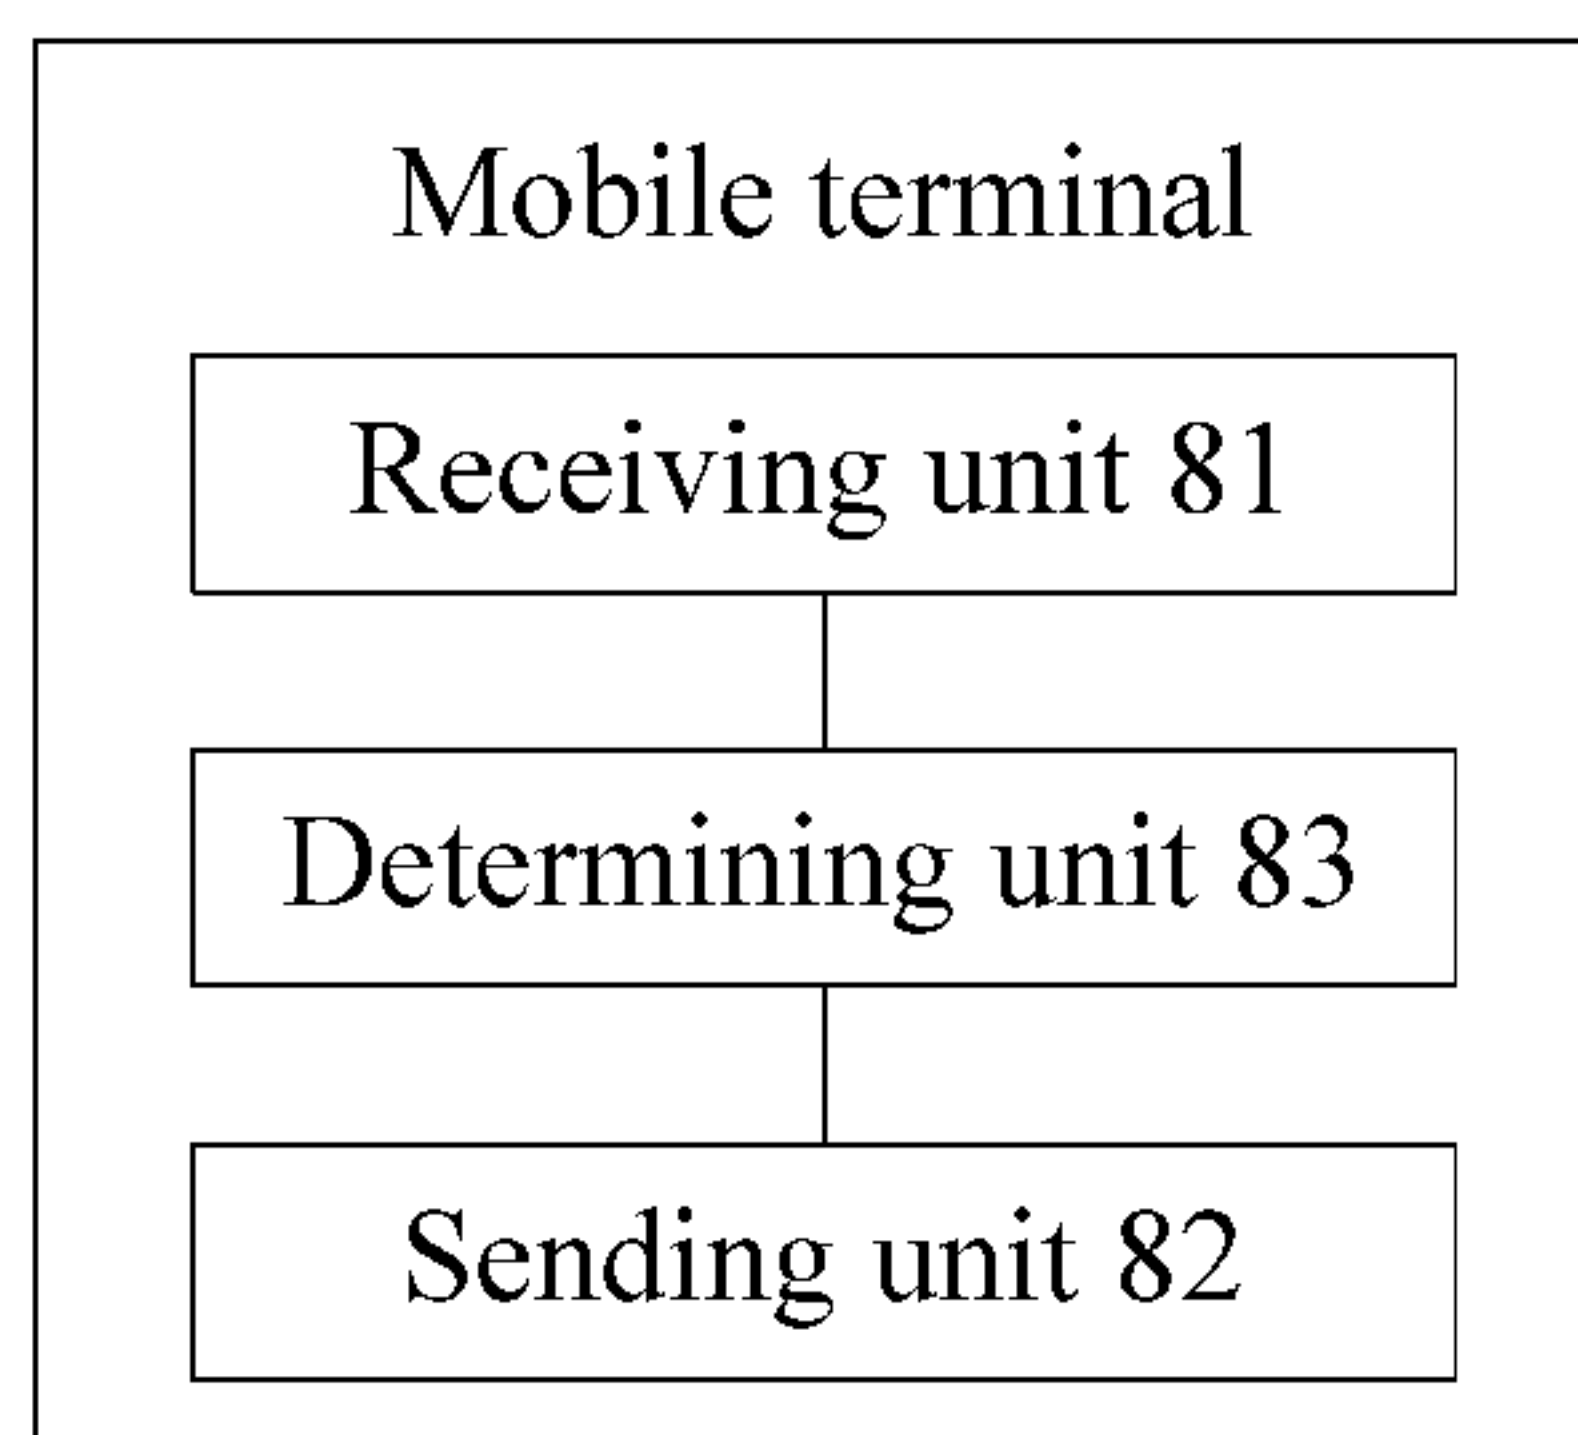 Mobile terminal
Receiving unit 81
Determining unit 83
Sending unit 82